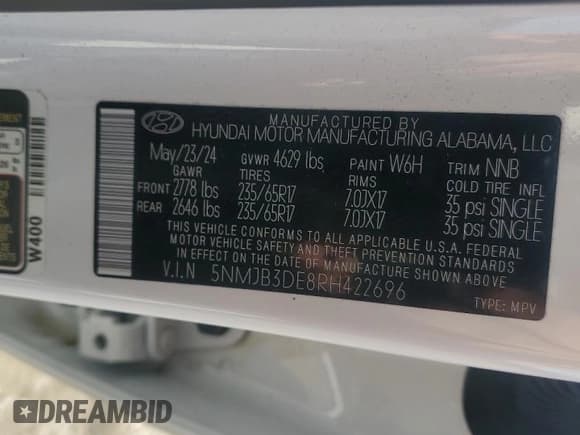 MANUFACTURED BY
HYUNDAI MOTOR MANUFACTURING ALABAMA, LLC
May/23/24 GVWR 4629 lbs PAINT W6H TRIM NNB
GAWR TIRES RIMS COLD TIRE INFL
FRONT 2778 lbs 235/65R17 7.0JX17 35 psi SINGLE
REAR 2646 lbs 235/65R17 7.0JX17 35 psi SINGLE
THIS VEHICLE CONFORMS TO ALL APPLICABLE U.S.A. FEDERAL
MOTOR VEHICLE SAFETY AND THEFT PREVENTION STANDARDS
IN EFFECT ON THE DATE OF MANUFACTURE SHOWN ABOVE
V.I.N 5NMJB3DE8RH422696
TYPE: MPV
W400
DREAMBID